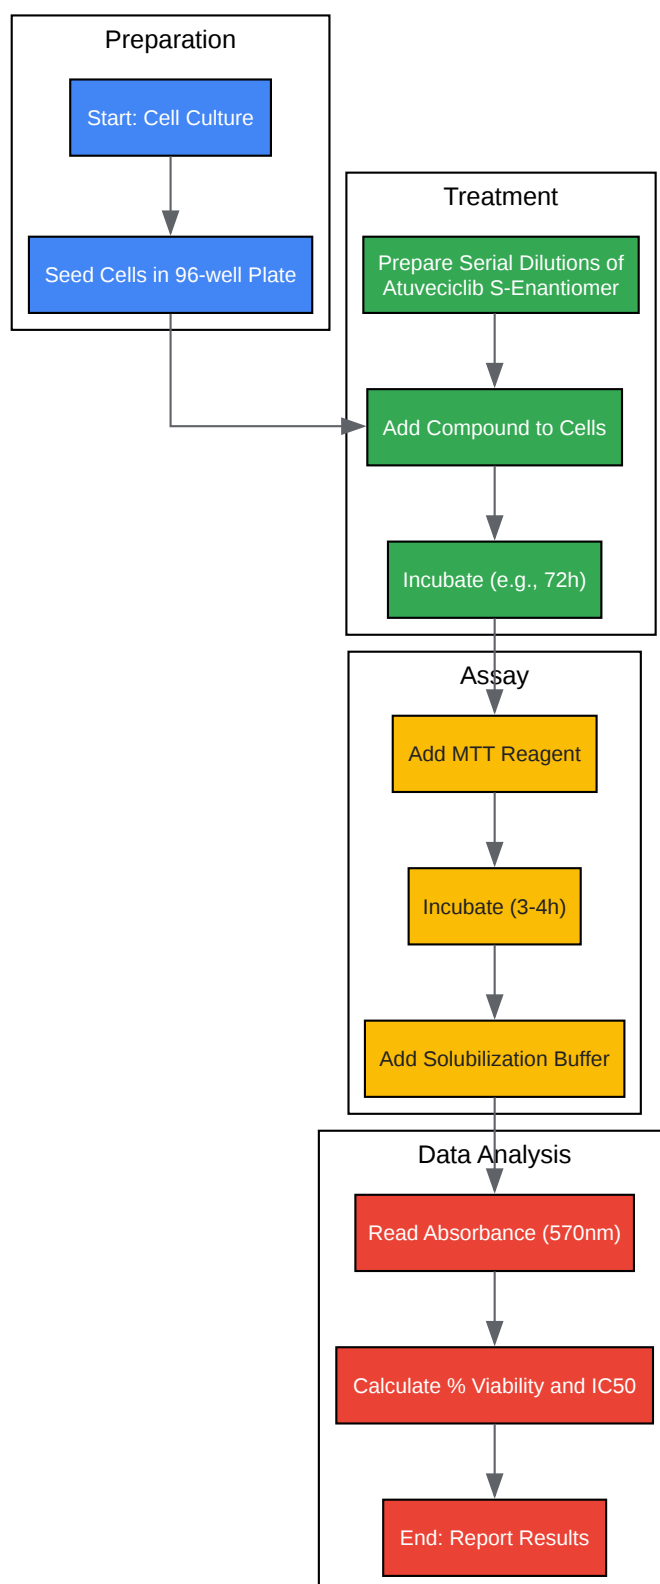 Preparation
Start: Cell Culture
Seed Cells in 96-well Plate
Treatment
Prepare Serial Dilutions of
Atuveciclib S-Enantiomer
Add Compound to Cells
Incubate (e.g., 72h)
Assay
Add MTT Reagent
Incubate (3-4h)
Add Solubilization Buffer
Data Analysis
Read Absorbance (570nm)
Calculate % Viability and IC50
End: Report Results